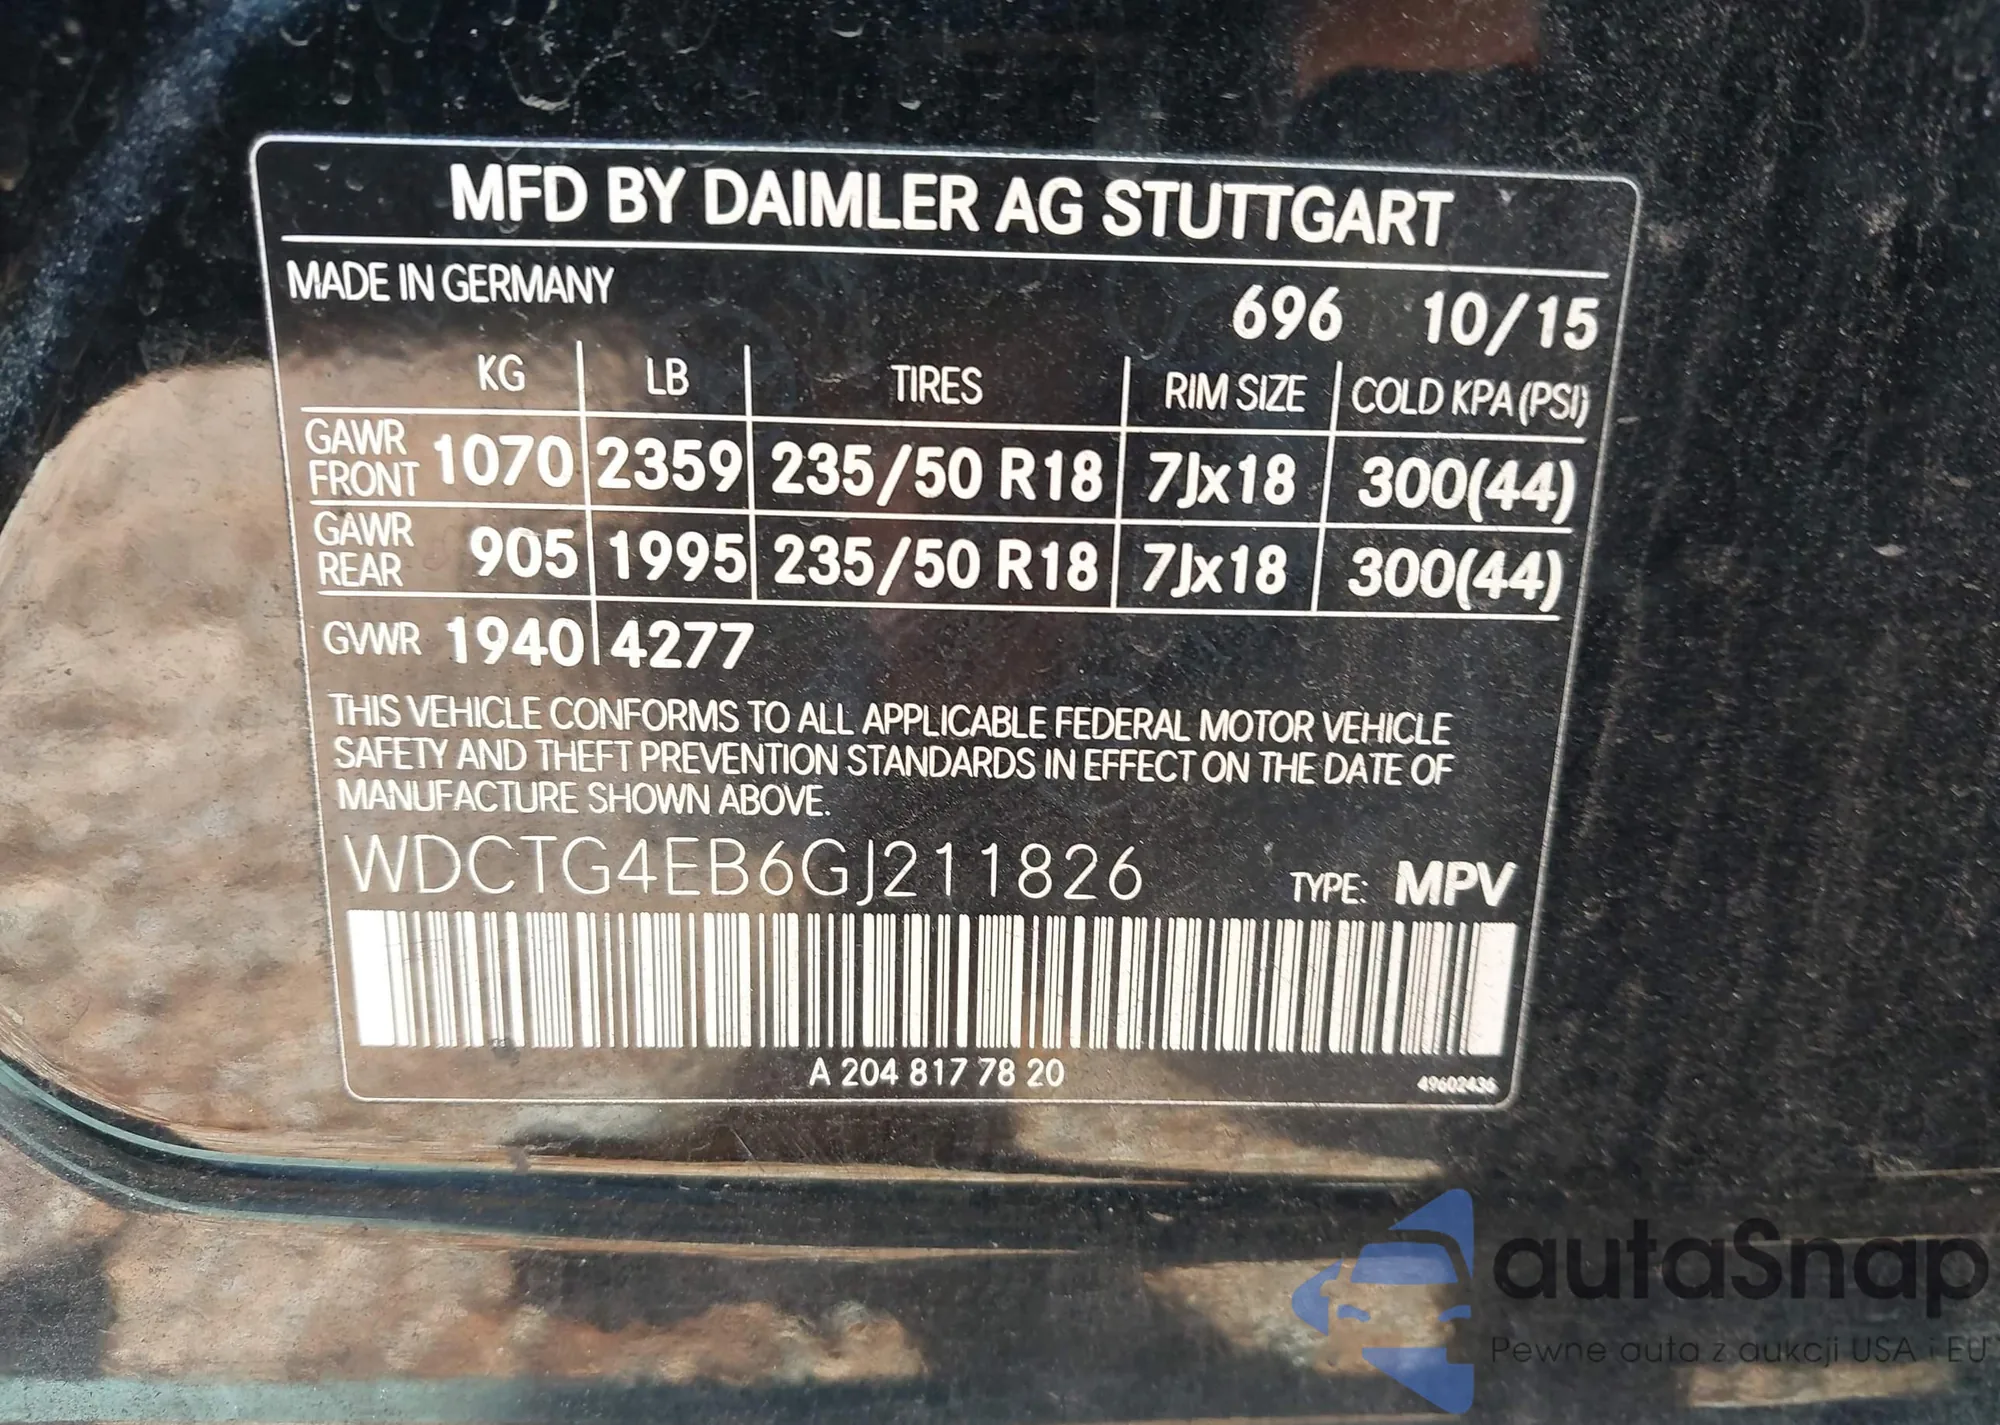 MFD BY DAIMLER AG STUTTGART
MADE IN GERMANY
696 10/15
KG LB TIRES RIM SIZE COLD KPA (PSI)
GAWR FRONT 1070 2359 235/50 R18 7Jx18 300(44)
GAWR REAR 905 1995 235/50 R18 7Jx18 300(44)
GVWR 1940 4277
THIS VEHICLE CONFORMS TO ALL APPLICABLE FEDERAL MOTOR VEHICLE
SAFETY AND THEFT PREVENTION STANDARDS IN EFFECT ON THE DATE OF
MANUFACTURE SHOWN ABOVE.
WDCTG4EB6GJ211826 TYPE: MPV
A 204 817 78 20
49602436
autaSnap
Pewne auta z aukcji USA i EU